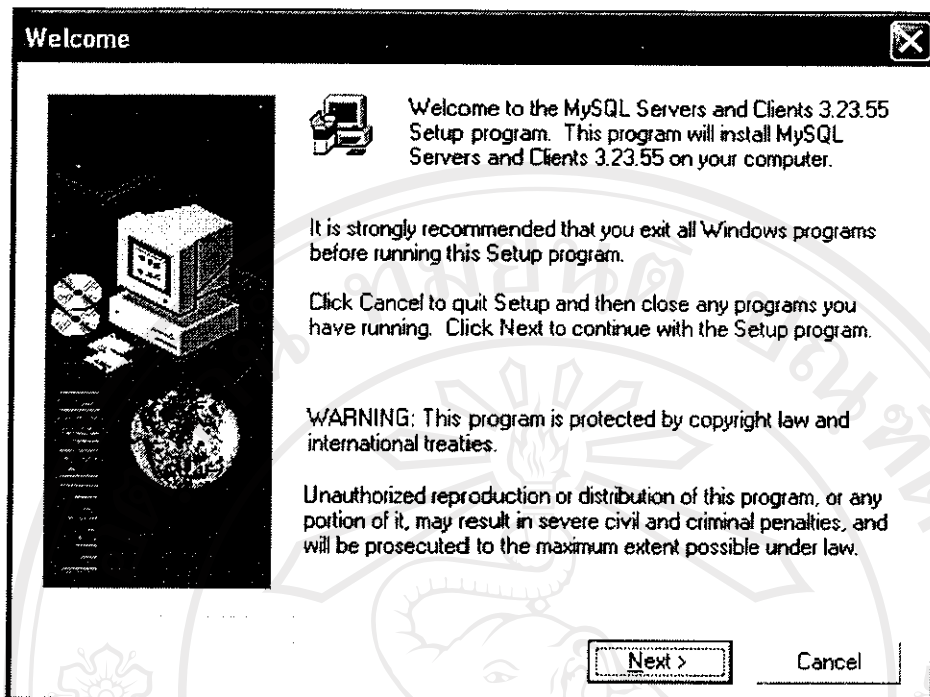 Welcome
Welcome to the MySQL Servers and Clients 3.23.55
Setup program. This program will install MySQL
Servers and Clients 3.23.55 on your computer.
It is strongly recommended that you exit all Windows programs
before running this Setup program.
Click Cancel to quit Setup and then close any programs you
have running. Click Next to continue with the Setup program.
WARNING: This program is protected by copyright law and
international treaties.
Unauthorized reproduction or distribution of this program, or any
portion of it, may result in severe civil and criminal penalties, and
will be prosecuted to the maximum extent possible under law.
Next >
Cancel